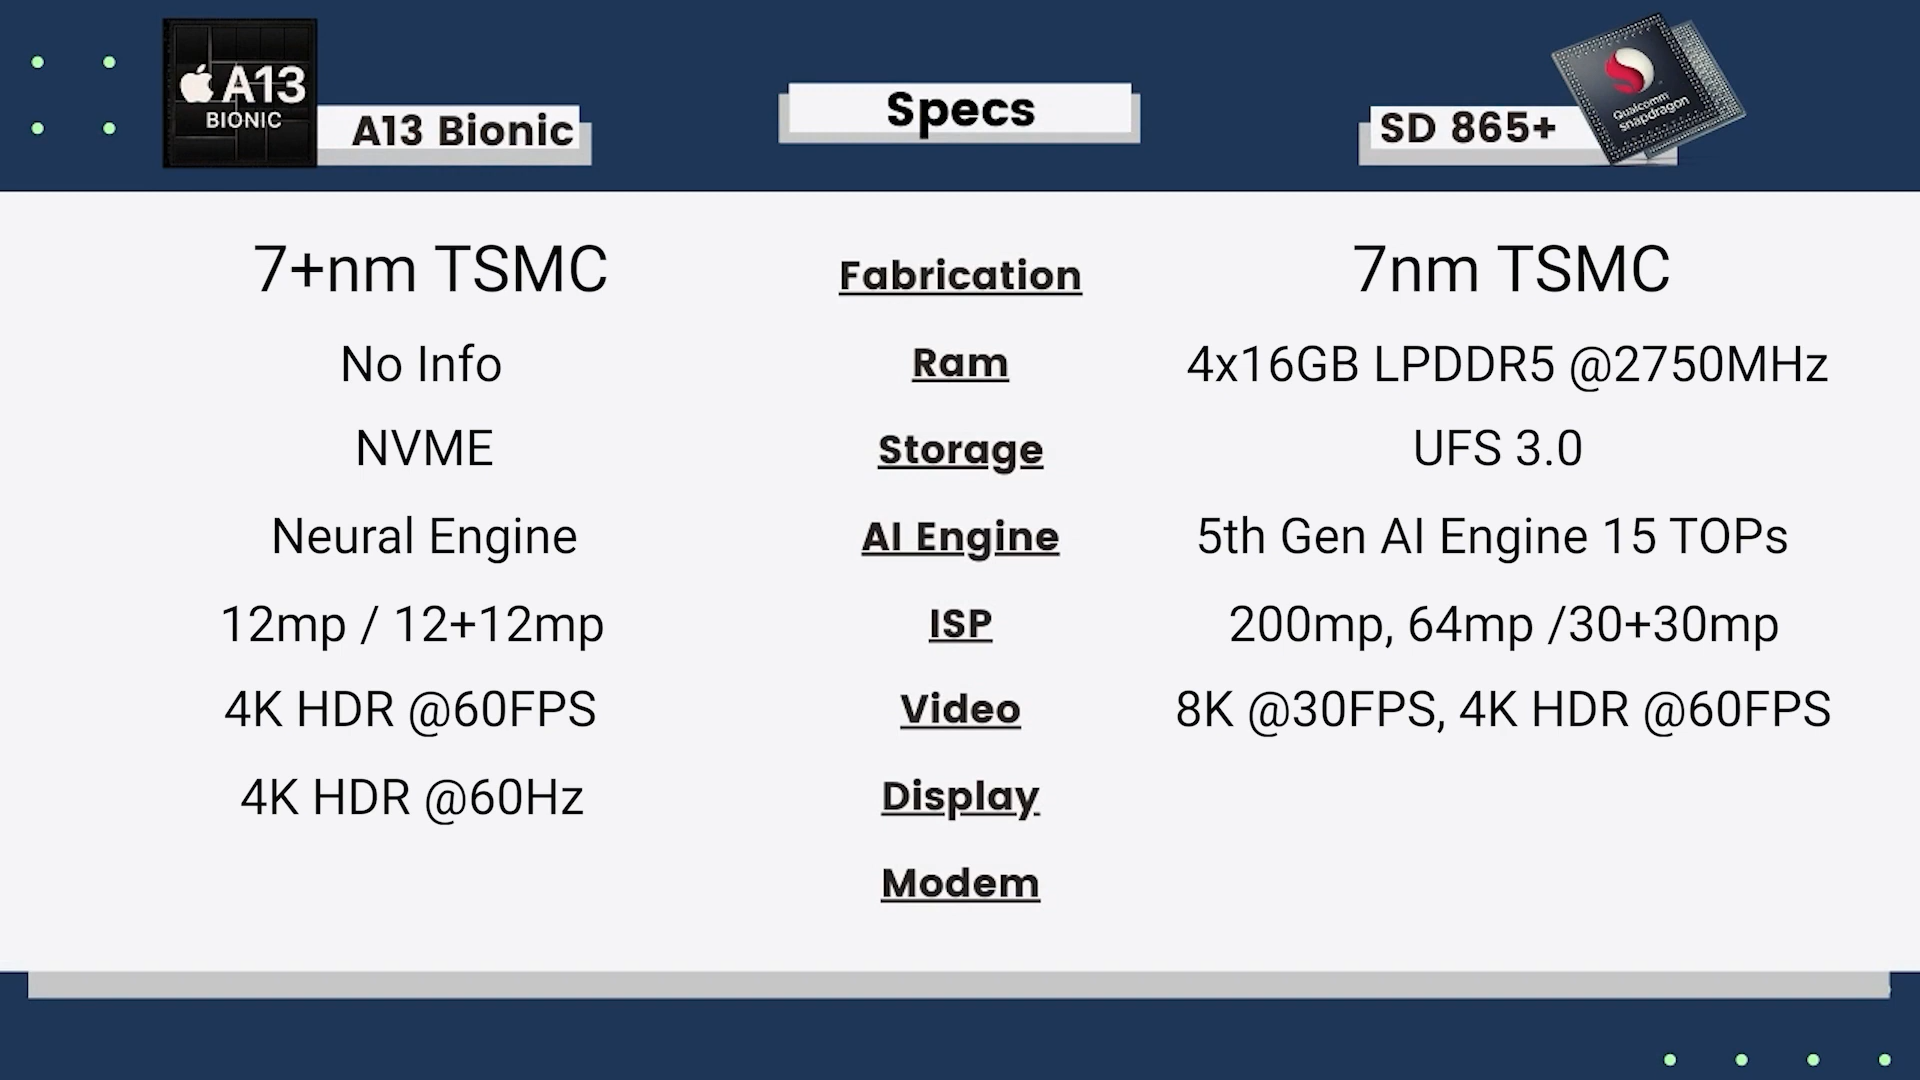 A13
BIONIC
A13 Bionic
Specs
SD 865+
Qualcomm
snapdragon
7+nm TSMC
Fabrication
7nm TSMC
No Info
Ram
4x16GB LPDDR5 @2750MHz
NVME
Storage
UFS 3.0
Neural Engine
AI Engine
5th Gen AI Engine 15 TOPs
12mp / 12+12mp
ISP
200mp, 64mp /30+30mp
4K HDR @60FPS
Video
8K @30FPS, 4K HDR @60FPS
4K HDR @60Hz
Display
Modem